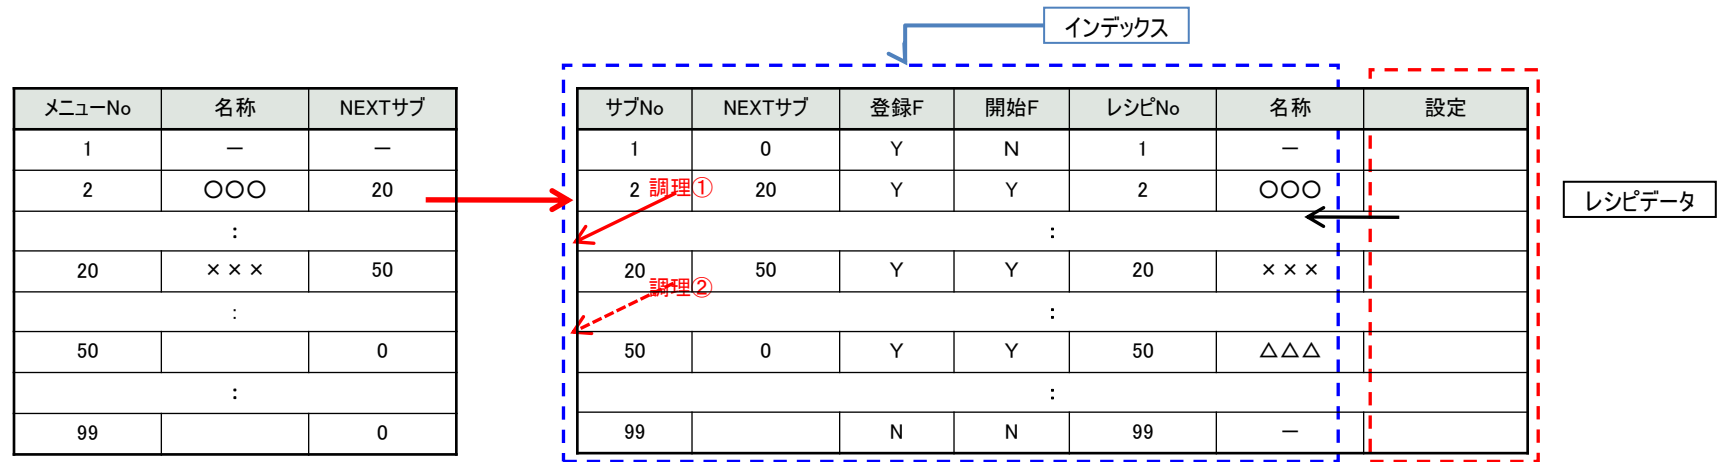 インデックス
メニューNo 名称 NEXTサブ
1 ー ー
2 〇〇〇 20
:
20 ××× 50
:
50 0
:
99 0
サブNo NEXTサブ 登録F 開始F レシピNo 名称 設定
1 0 Y N 1 ー
2 調理① 20 Y Y 2 〇〇〇
:
20 50 Y Y 20 ×××
調理②
:
50 0 Y Y 50 △△△
:
99 N N 99 ー
レシピデータ